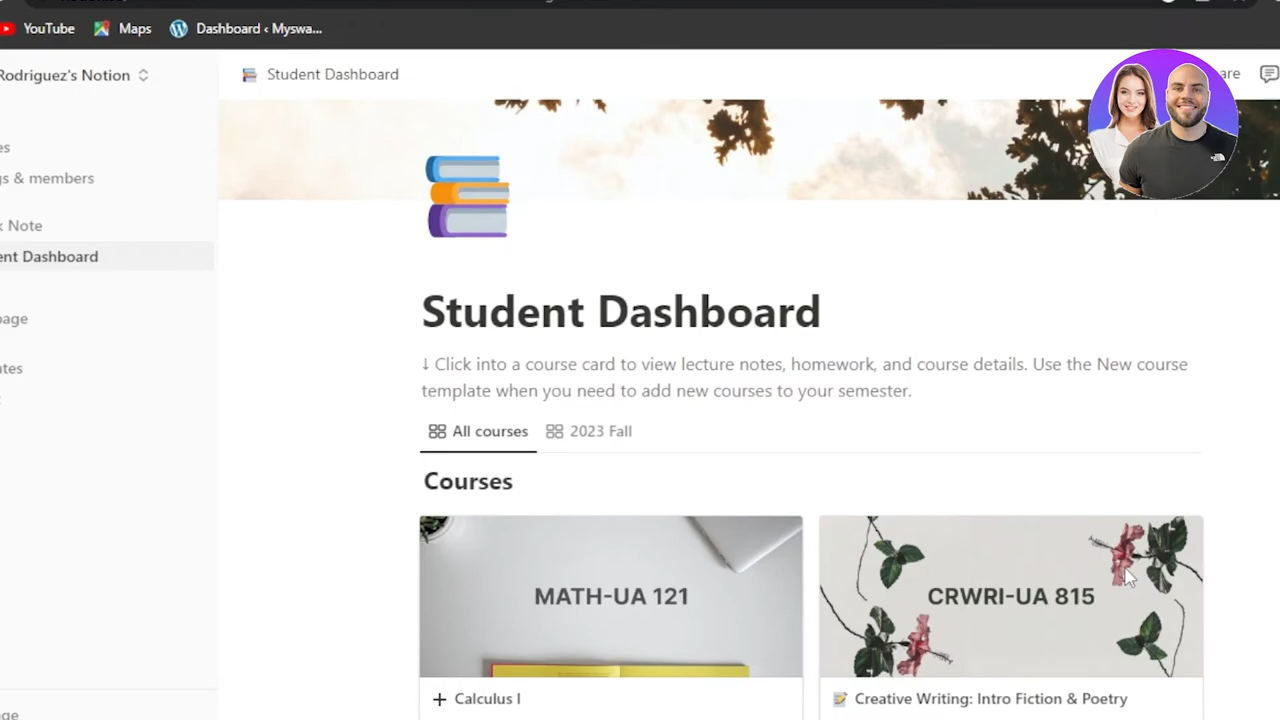 YouTube
Maps
Dashboard ‹ Myswa...
Rodriguez's Notion
Student Dashboard
are
es
gs & members
k Note
ent Dashboard
age
ates
Student Dashboard
↓ Click into a course card to view lecture notes, homework, and course details. Use the New course
template when you need to add new courses to your semester.
All courses
2023 Fall
Courses
MATH-UA 121
CRWRI-UA 815
Calculus I
Creative Writing: Intro Fiction & Poetry